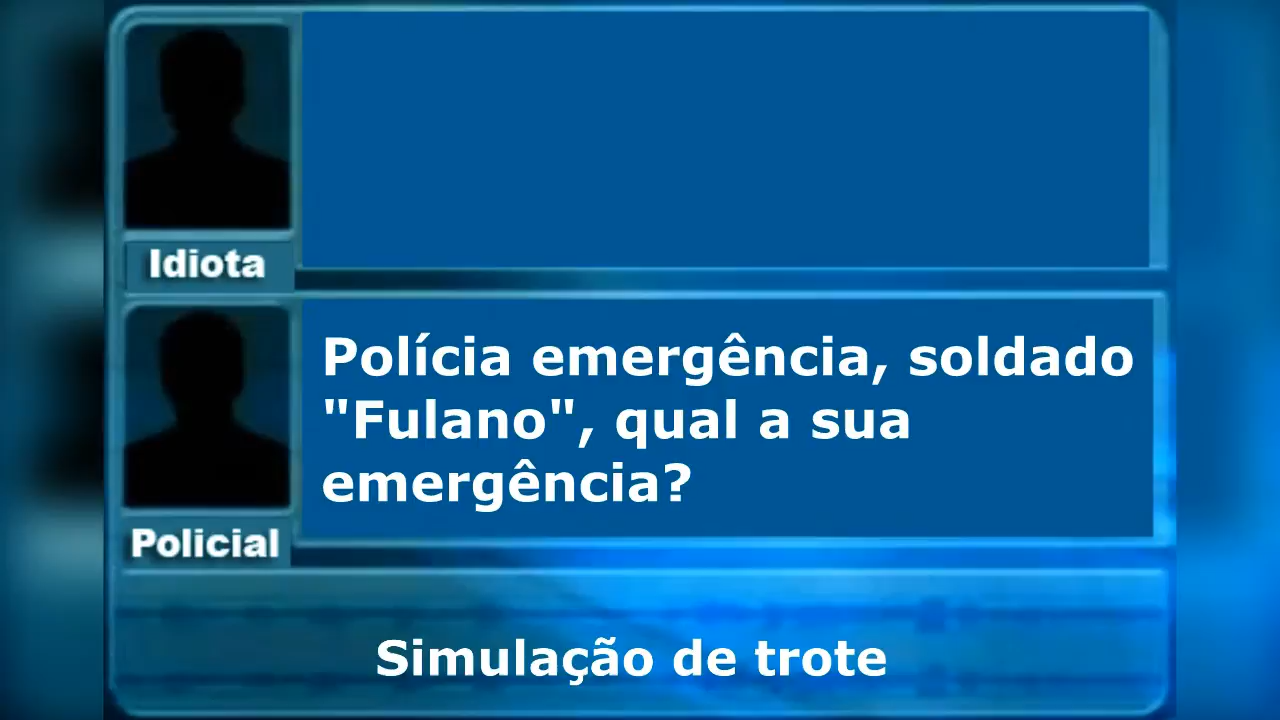 Idiota
Polícia emergência, soldado
"Fulano", qual a sua
emergência?
Policial
Simulação de trote